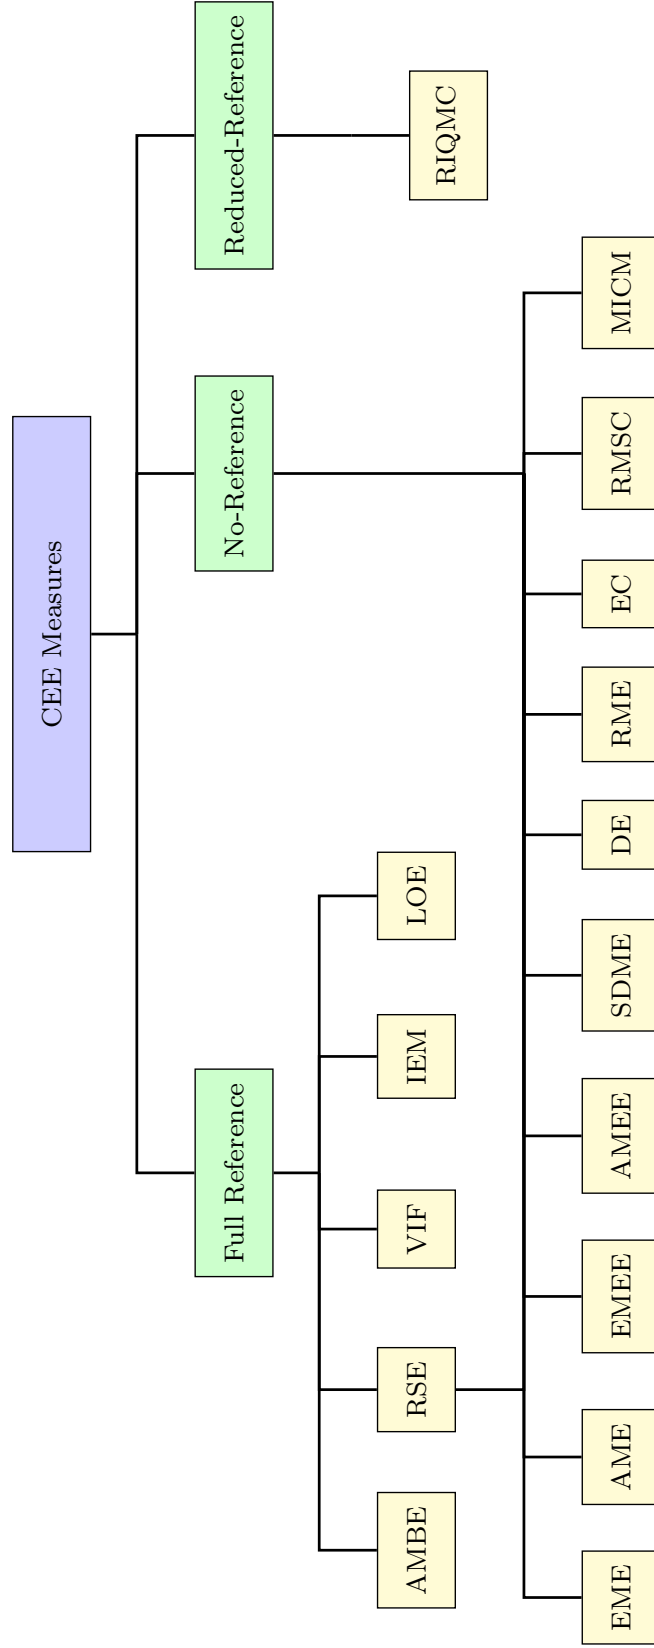 CEE Measures
Full Reference
No-Reference
Reduced-Reference
AMBE
RSE
VIF
IEM
LOE
RIQMC
EME
AME
EMEE
AMEE
SDME
DE
RME
EC
RMSC
MICM